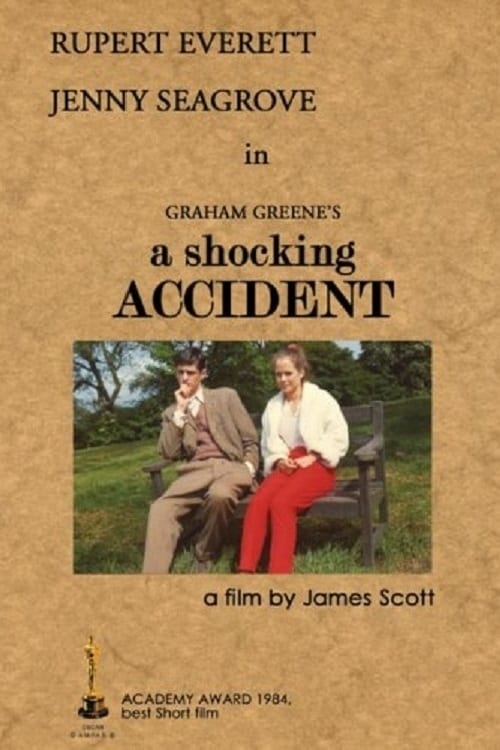 RUPERT EVERETT
JENNY SEAGROVE
in
GRAHAM GREENE'S
a shocking
ACCIDENT
a film by James Scott
ACADEMY AWARD 1984,
best Short film
OSCAR